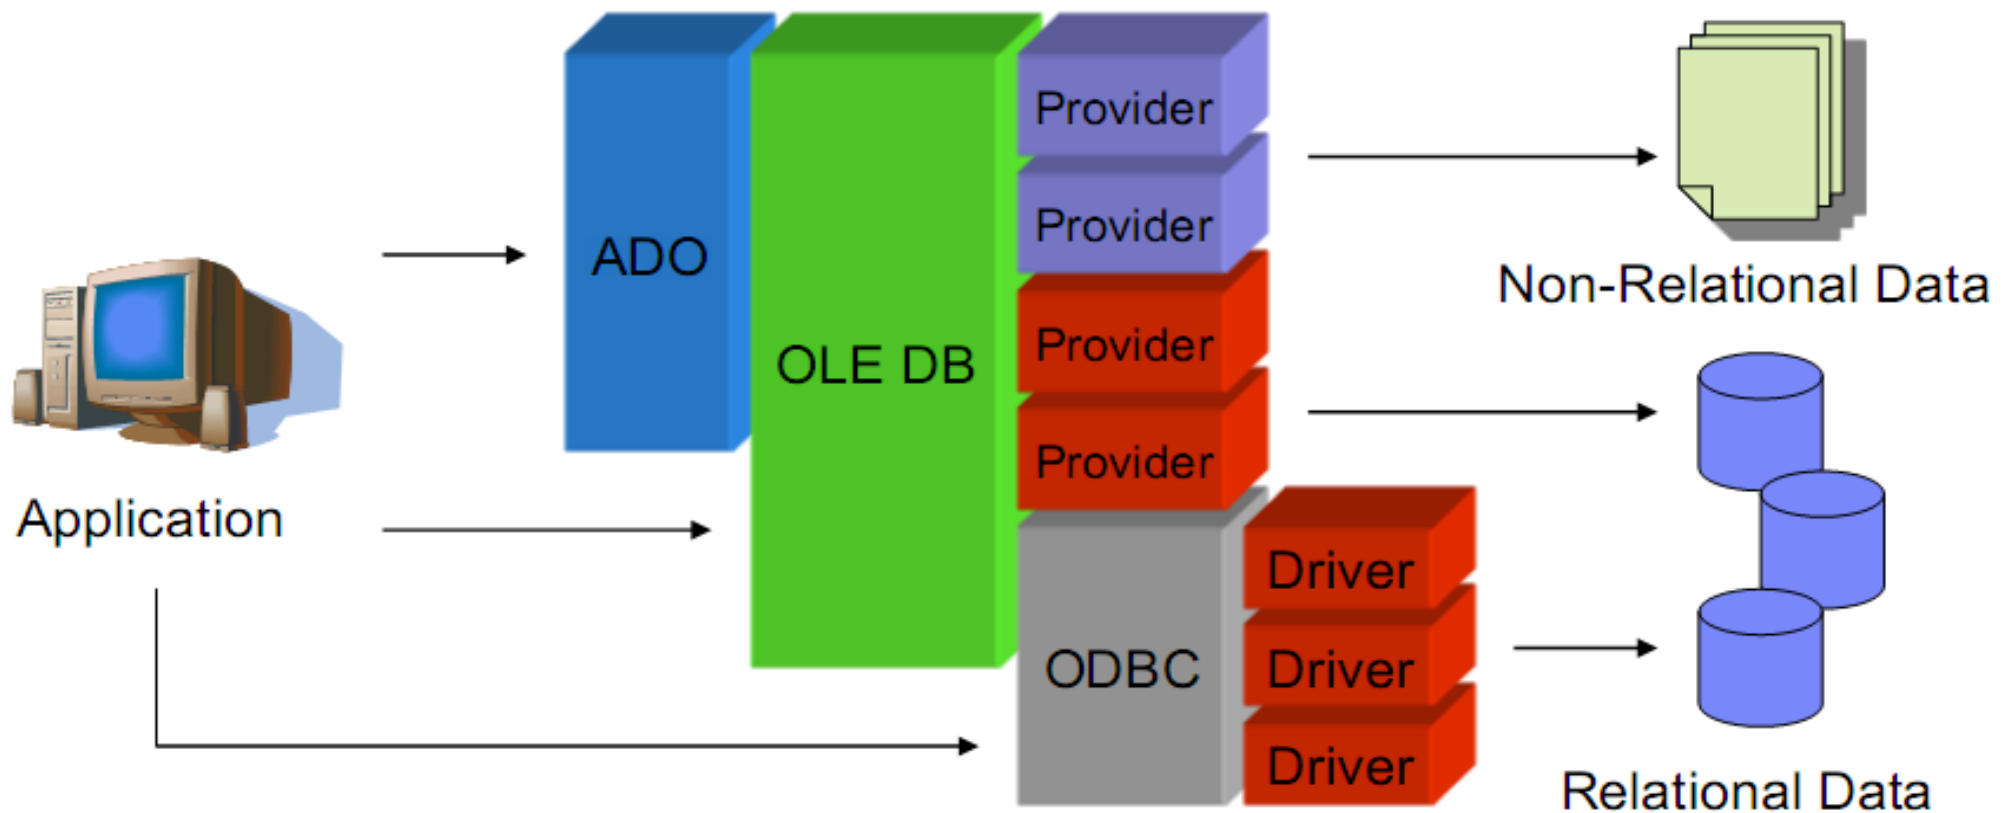 Application
ADO
OLE DB
Provider
Provider
Provider
Provider
ODBC
Driver
Driver
Driver
Non-Relational Data
Relational Data